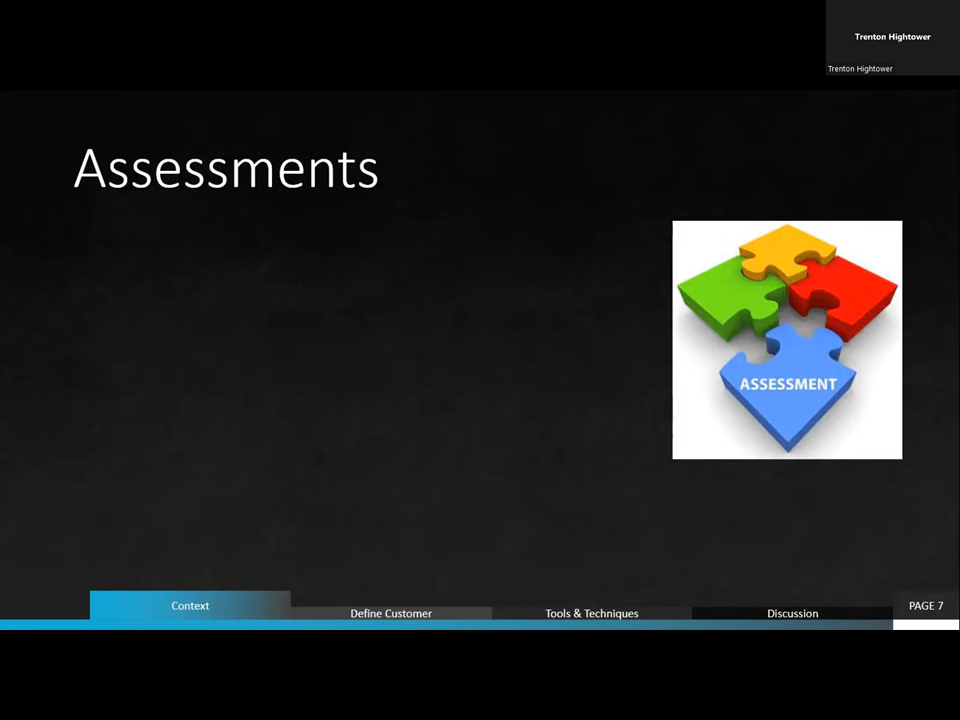 Trenton Hightower
Trenton Hightower
Assessments
ASSESSMENT
Context
Define Customer
Tools & Techniques
Discussion
PAGE 7